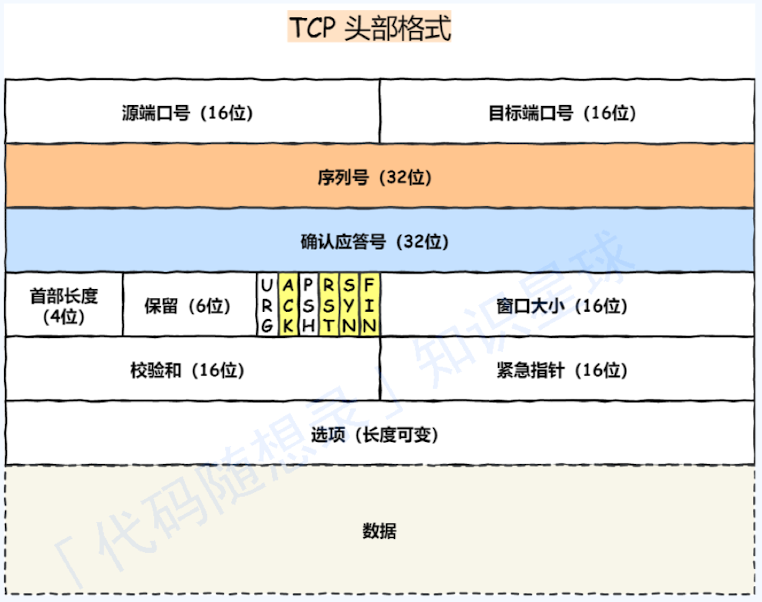 TCP 头部格式
源端口号（16位）
目标端口号（16位）
序列号（32位）
确认应答号（32位）
首部长度
（4位）
保留（6位）
URG
ACK
PSH
RST
SYN
FIN
窗口大小（16位）
校验和（16位）
紧急指针（16位）
选项（长度可变）
数据
「代码随想录」知识星球